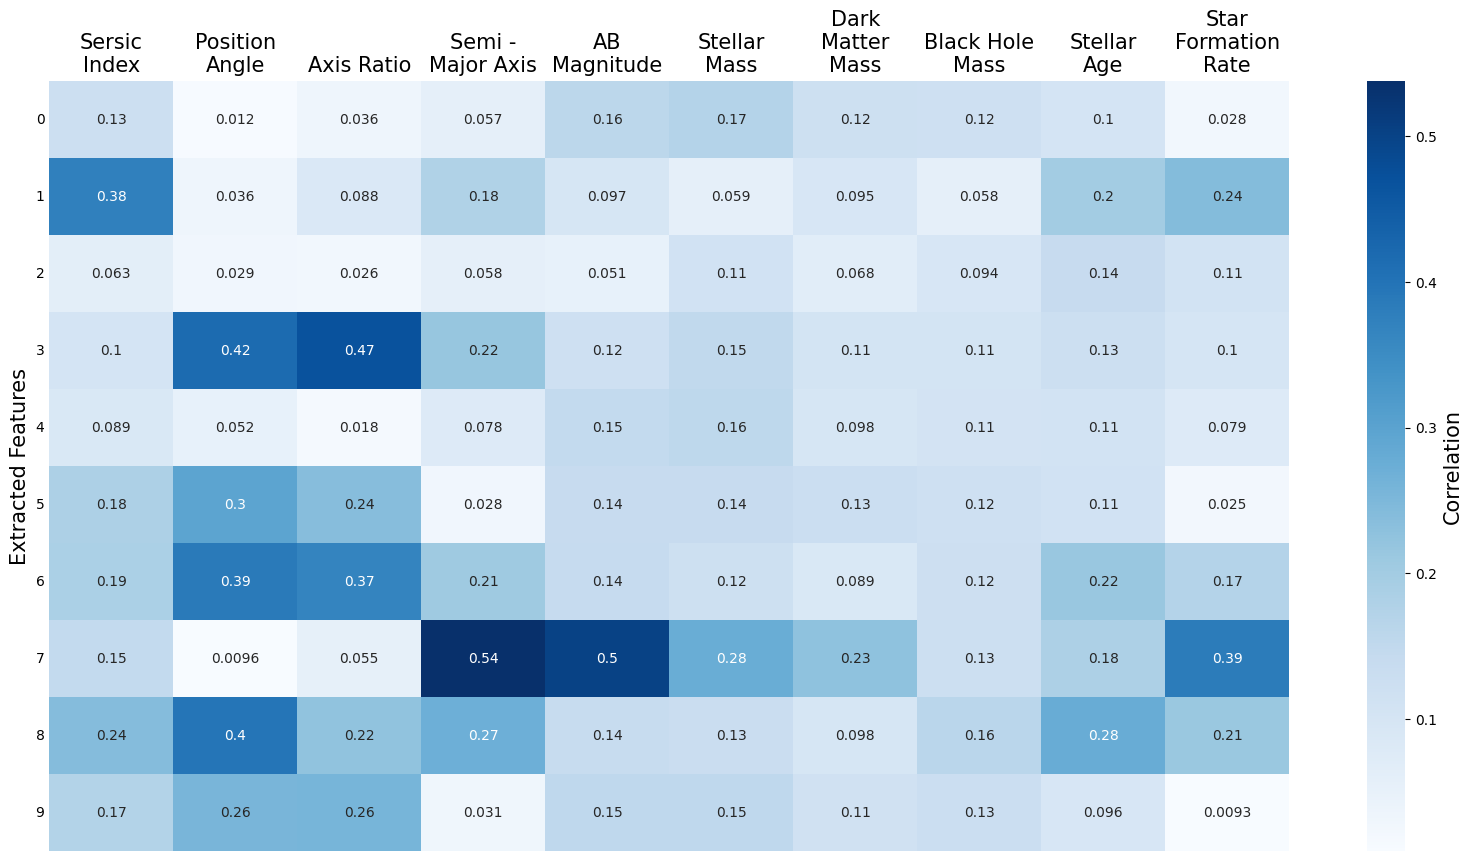 Dark
Star
Sersic Position Semi - AB Stellar Matter Black Hole Stellar Formation
Index Angle Axis Ratio Major Axis Magnitude Mass Mass Mass Age Rate
0 0.13 0.012 0.036 0.057 0.16 0.17 0.12 0.12 0.1 0.028
0.5
1 0.38 0.036 0.088 0.18 0.097 0.059 0.095 0.058 0.2 0.24
2 0.063 0.029 0.026 0.058 0.051 0.11 0.068 0.094 0.14 0.11
0.4
3 0.1 0.42 0.47 0.22 0.12 0.15 0.11 0.11 0.13 0.1
4 0.089 0.052 0.018 0.078 0.15 0.16 0.098 0.11 0.11 0.079
0.3
Extracted Features
Correlation
5 0.18 0.3 0.24 0.028 0.14 0.14 0.13 0.12 0.11 0.025
6 0.19 0.39 0.37 0.21 0.14 0.12 0.089 0.12 0.22 0.17
0.2
7 0.15 0.0096 0.055 0.54 0.5 0.28 0.23 0.13 0.18 0.39
0.1
8 0.24 0.4 0.22 0.27 0.14 0.13 0.098 0.16 0.28 0.21
9 0.17 0.26 0.26 0.031 0.15 0.15 0.11 0.13 0.096 0.0093